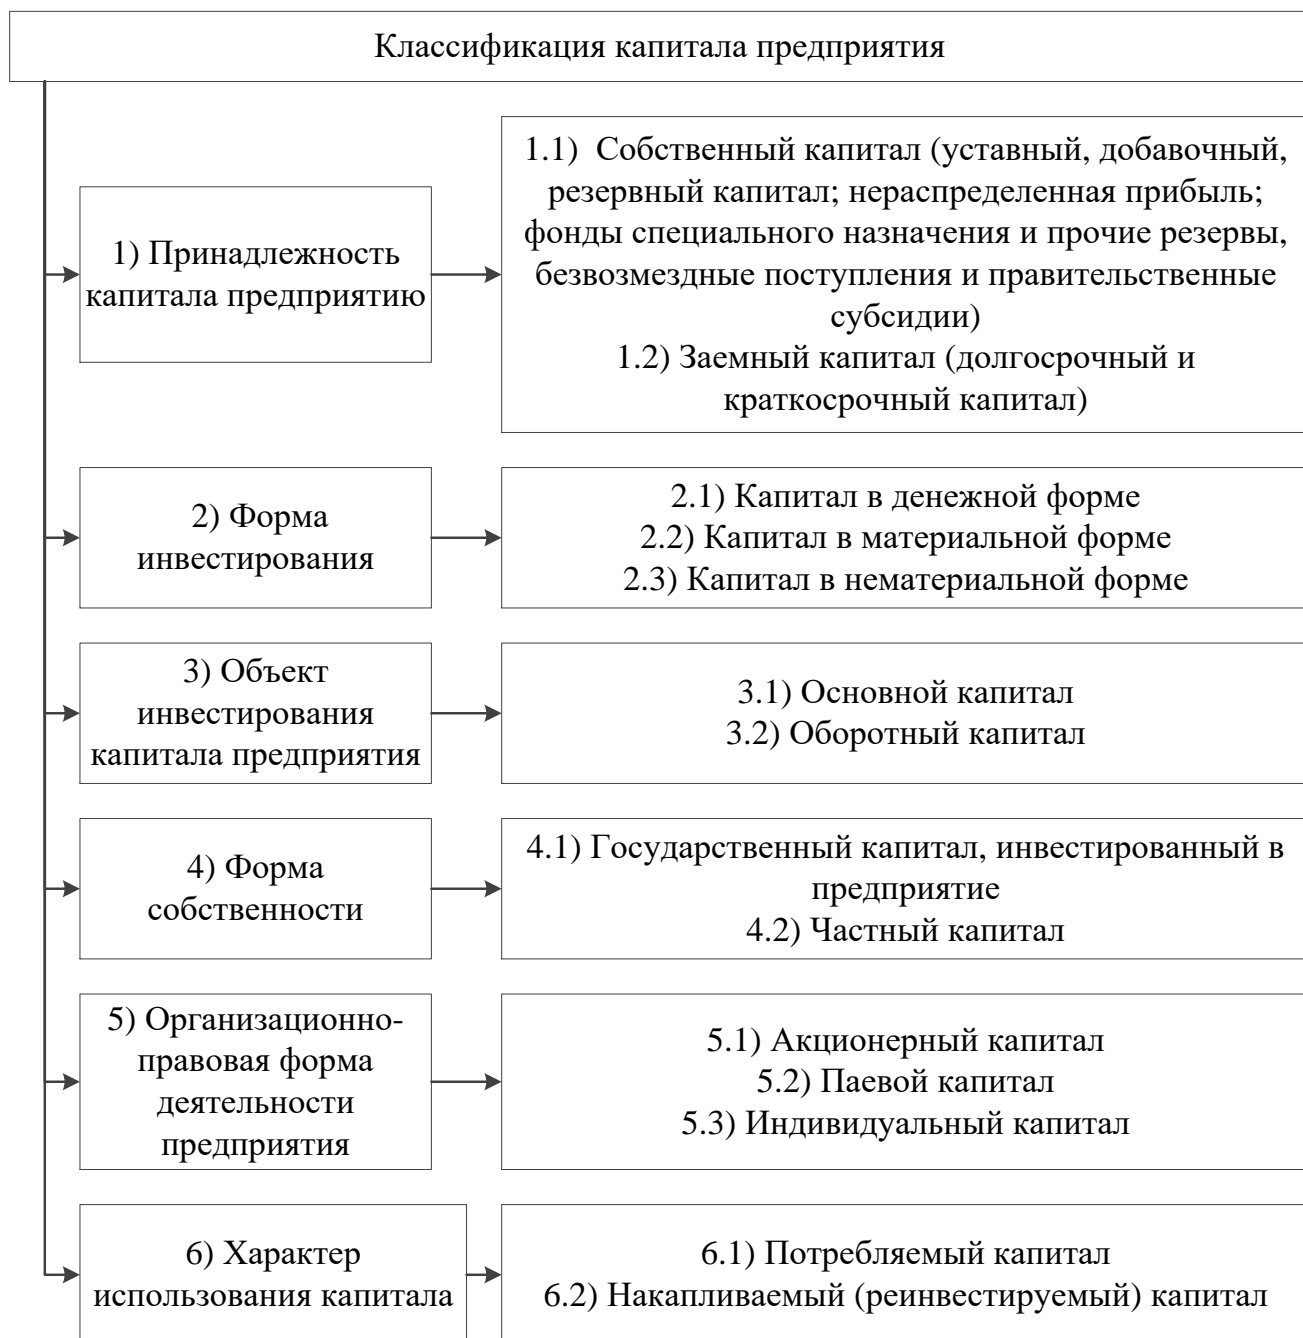 Классификация капитала предприятия
1) Принадлежность
капитала предприятию
1.1) Собственный капитал (уставный, добавочный,
резервный капитал; нераспределенная прибыль;
фонды специального назначения и прочие резервы,
безвозмездные поступления и правительственные
субсидии)
1.2) Заемный капитал (долгосрочный и
краткосрочный капитал)
2) Форма
инвестирования
2.1) Капитал в денежной форме
2.2) Капитал в материальной форме
2.3) Капитал в нематериальной форме
3) Объект
инвестирования
капитала предприятия
3.1) Основной капитал
3.2) Оборотный капитал
4) Форма
собственности
4.1) Государственный капитал, инвестированный в
предприятие
4.2) Частный капитал
5) Организационно-
правовая форма
деятельности
предприятия
5.1) Акционерный капитал
5.2) Паевой капитал
5.3) Индивидуальный капитал
6) Характер
использования капитала
6.1) Потребляемый капитал
6.2) Накапливаемый (реинвестируемый) капитал